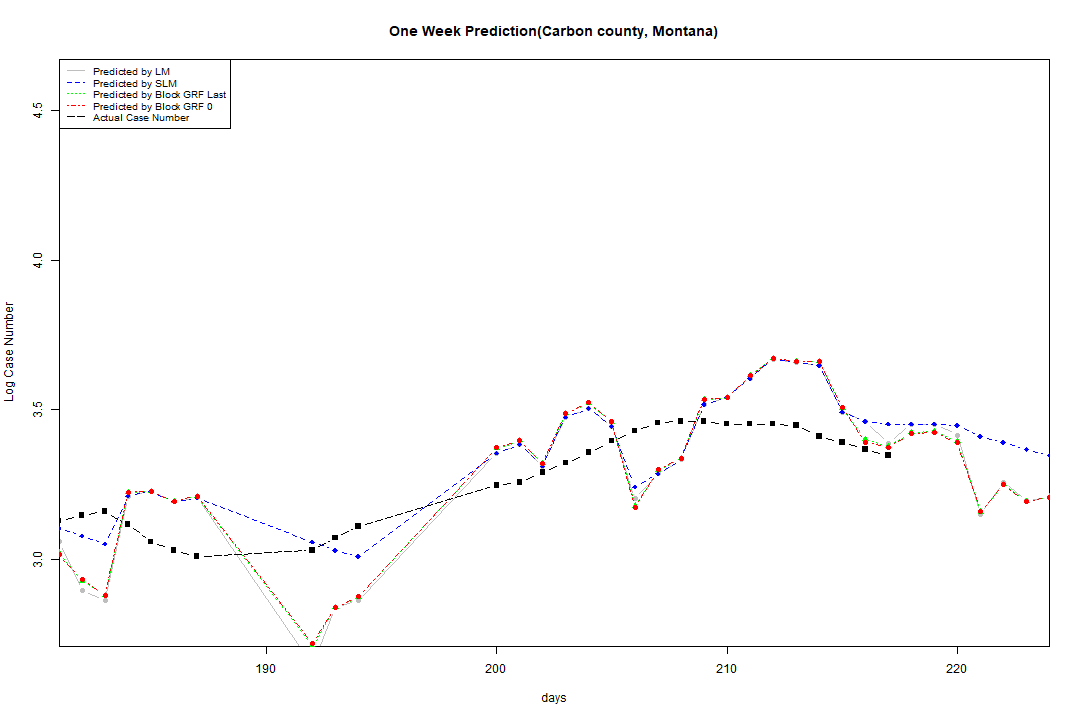 One Week Prediction(Carbon county, Montana)
Predicted by LM
Predicted by SLM
Predicted by Block GRF Last
Predicted by Block GRF 0
Actual Case Number
4.5
4.0
3.5
3.0
Log Case Number
190 200 210 220
days